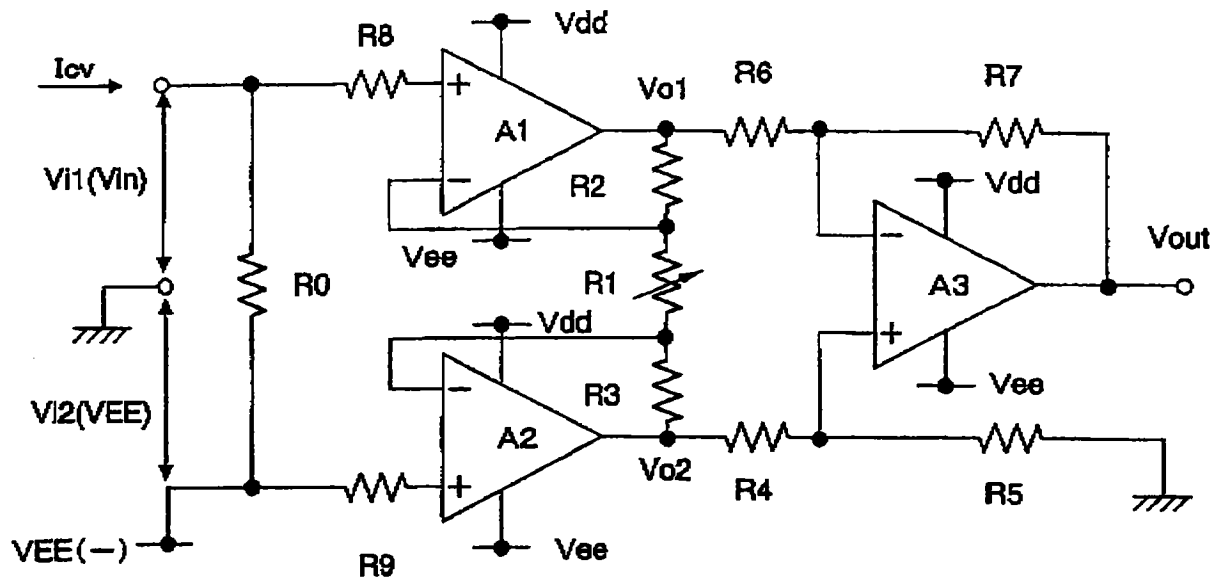 Icv
R8
Vdd
+
A1
−
Vee
Vo1
R6
R7
R2
Vi1(Vin)
R0
R1
Vdd
−
A3
+
Vee
Vout
Vi2(VEE)
Vdd
−
A2
+
Vee
R3
Vo2
R4
R5
VEE(−)
R9